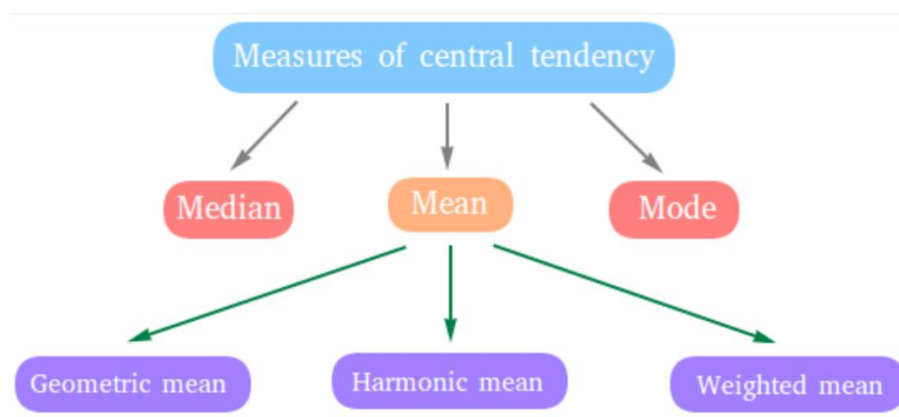 Measures of central tendency
Median
Mean
Mode
Geometric mean
Harmonic mean
Weighted mean